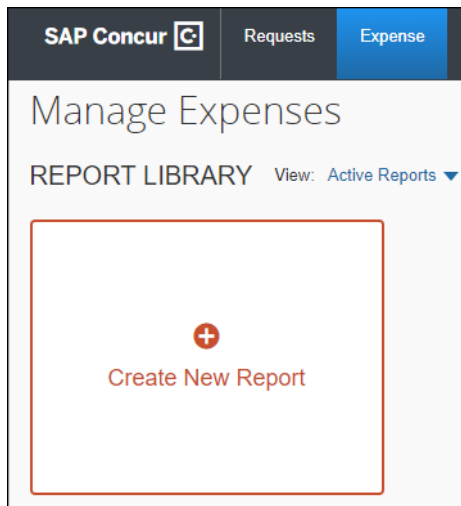 SAP Concur C Requests Expense
Manage Expenses
REPORT LIBRARY View: Active Reports
Create New Report